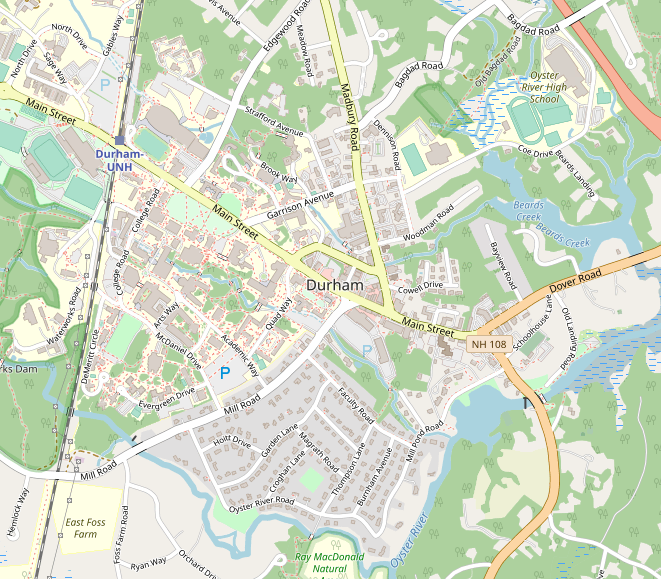 North Drive
Sage Way
North Drive
Gables Way
Edgewood Road
Meadow Road
Bagdad Road
Bagdad Road
Old Bagdad Road
Oyster
River High
School
P
Main Street
Madbury Road
Strafford Avenue
Dennison Road
Durham-
UNH
Coe Drive
Beards Landing
Brook Way
Garrison Avenue
College Road
Main Street
Woodman Road
Beards
Creek
Beards Creek
College Road
Bayview Road
Dover Road
Durham
Cowell Drive
Waterworks Road
Arts Way
Quad Way
Main Street
NH 108
Schoolhouse Lane
Old Landing Road
DeMeritt Circle
McDaniel Drive
Academic Way
P
P
ks Dam
Evergreen Drive
Mill Road
Faculty Road
Holt Drive
Garden Lane
Magrath Road
Croghan Lane
Thompson Lane
Burnham Avenue
Mill Pond Road
Mill Road
Oyster River Road
Hemlock Way
East Foss
Farm
Foss Farm Road
Ryan Way
Orchard Driv
Ray MacDonald
Natural
Oyster River